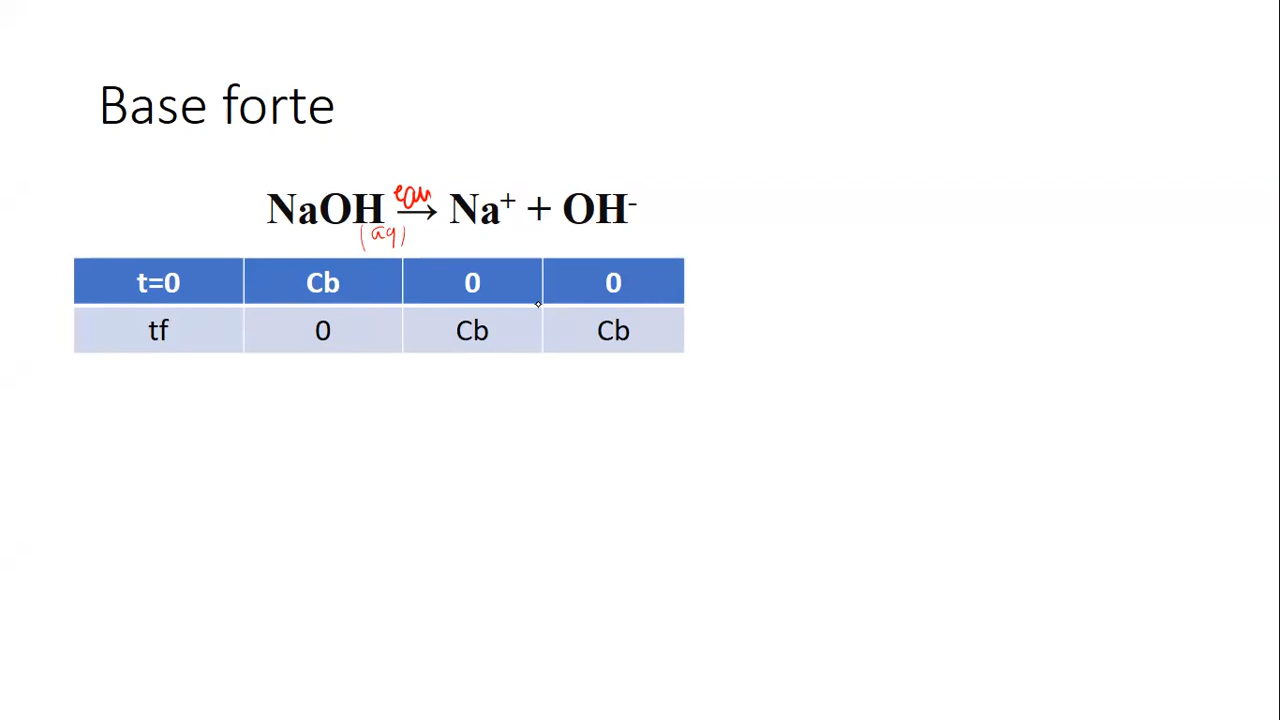 Base forte
eau
NaOH → Na⁺ + OH⁻
(aq)
t=0 Cb 0 0
tf 0 Cb Cb